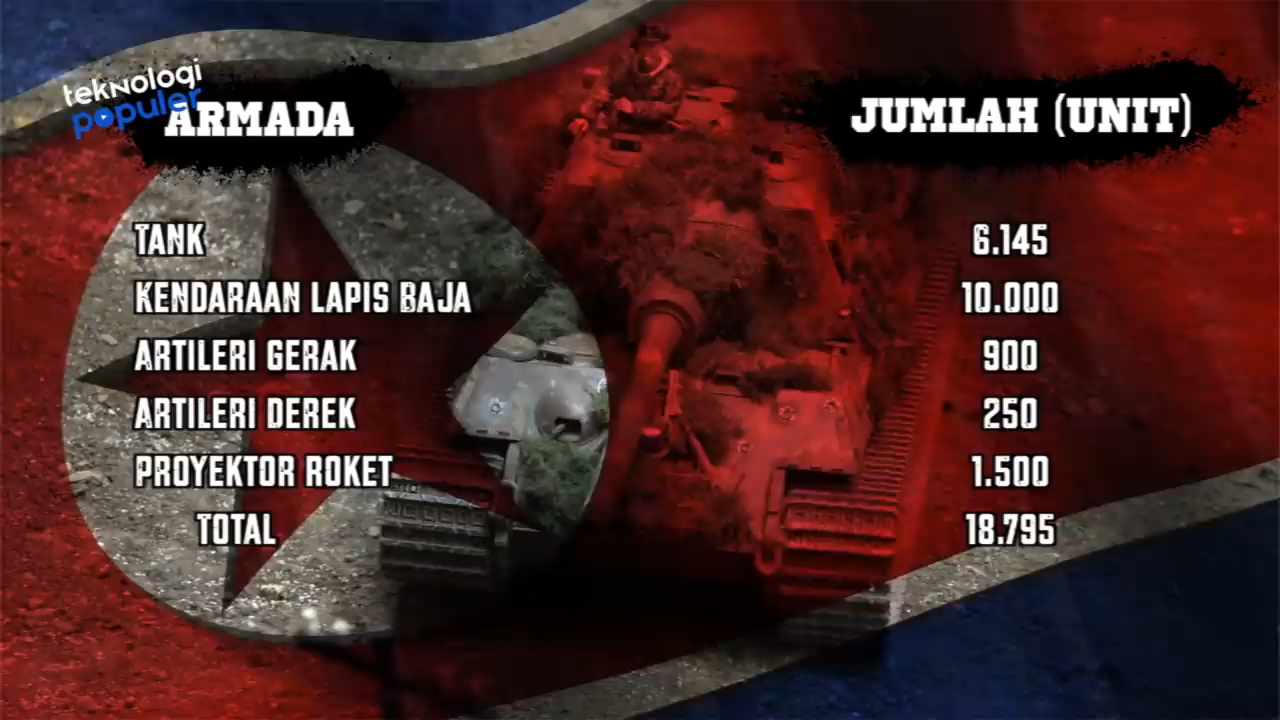 teknologi
populer
ARMADA JUMLAH (UNIT)
TANK 6.145
KENDARAAN LAPIS BAJA 10.000
ARTILERI GERAK 900
ARTILERI DEREK 250
PROYEKTOR ROKET 1.500
TOTAL 18.795